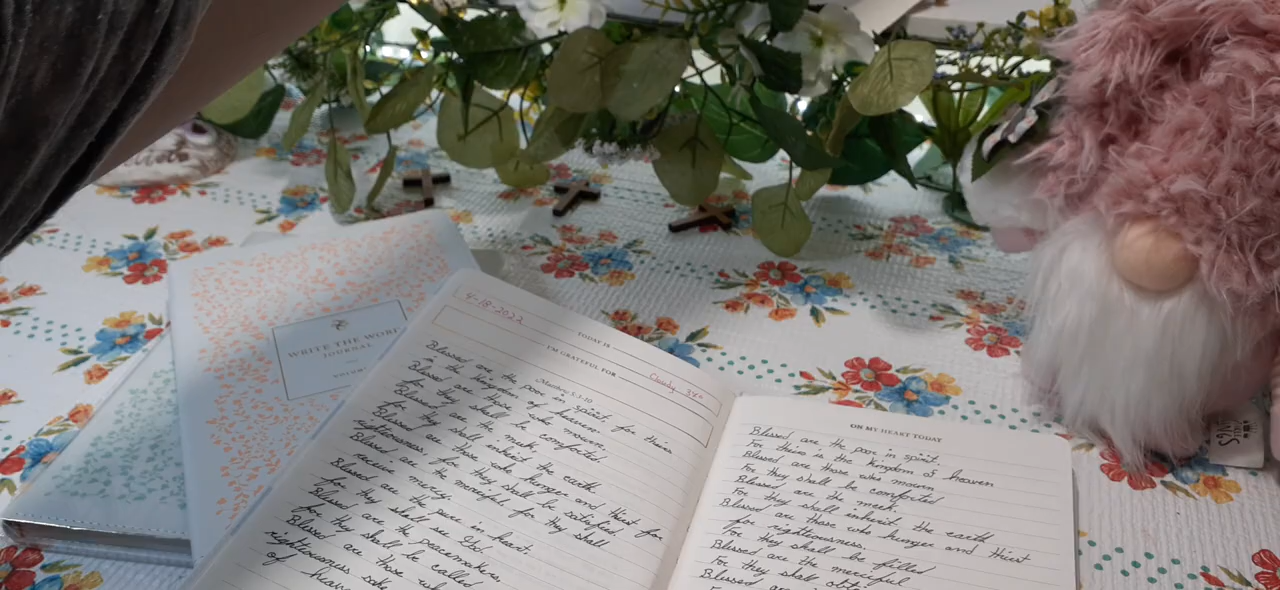 WRITE THE WORD
JOURNAL
4-18-2022
TODAY IS
Cloudy 34°
I'M GRATEFUL FOR
Matthew 5:3-10
Blessed are the poor in spirit for theirs
is the kingdom of heaven.
Blessed are those who mourn
for they shall be comforted
Blessed are the meek
for they shall inherit the earth
Blessed are those who hunger and thirst for
righteousness for they shall be satisfied.
Blessed are the merciful for they shall
receive mercy
Blessed are the pure in heart.
for they shall see God.
Blessed are the peacemakers,
for they shall be called
Blessed are those who
righteousness sake
of heaven
ON MY HEART TODAY
Blessed are the poor in spirit.
For theirs is the kingdom of heaven
Blessed are those who mourn
For they shall be comforted
Blessed are the meek.
For they shall inherit the earth
Blessed are those who hunger and thirst
for righteousness.
For they shall be filled
Blessed are the merciful
For they shall obtain
Blessed